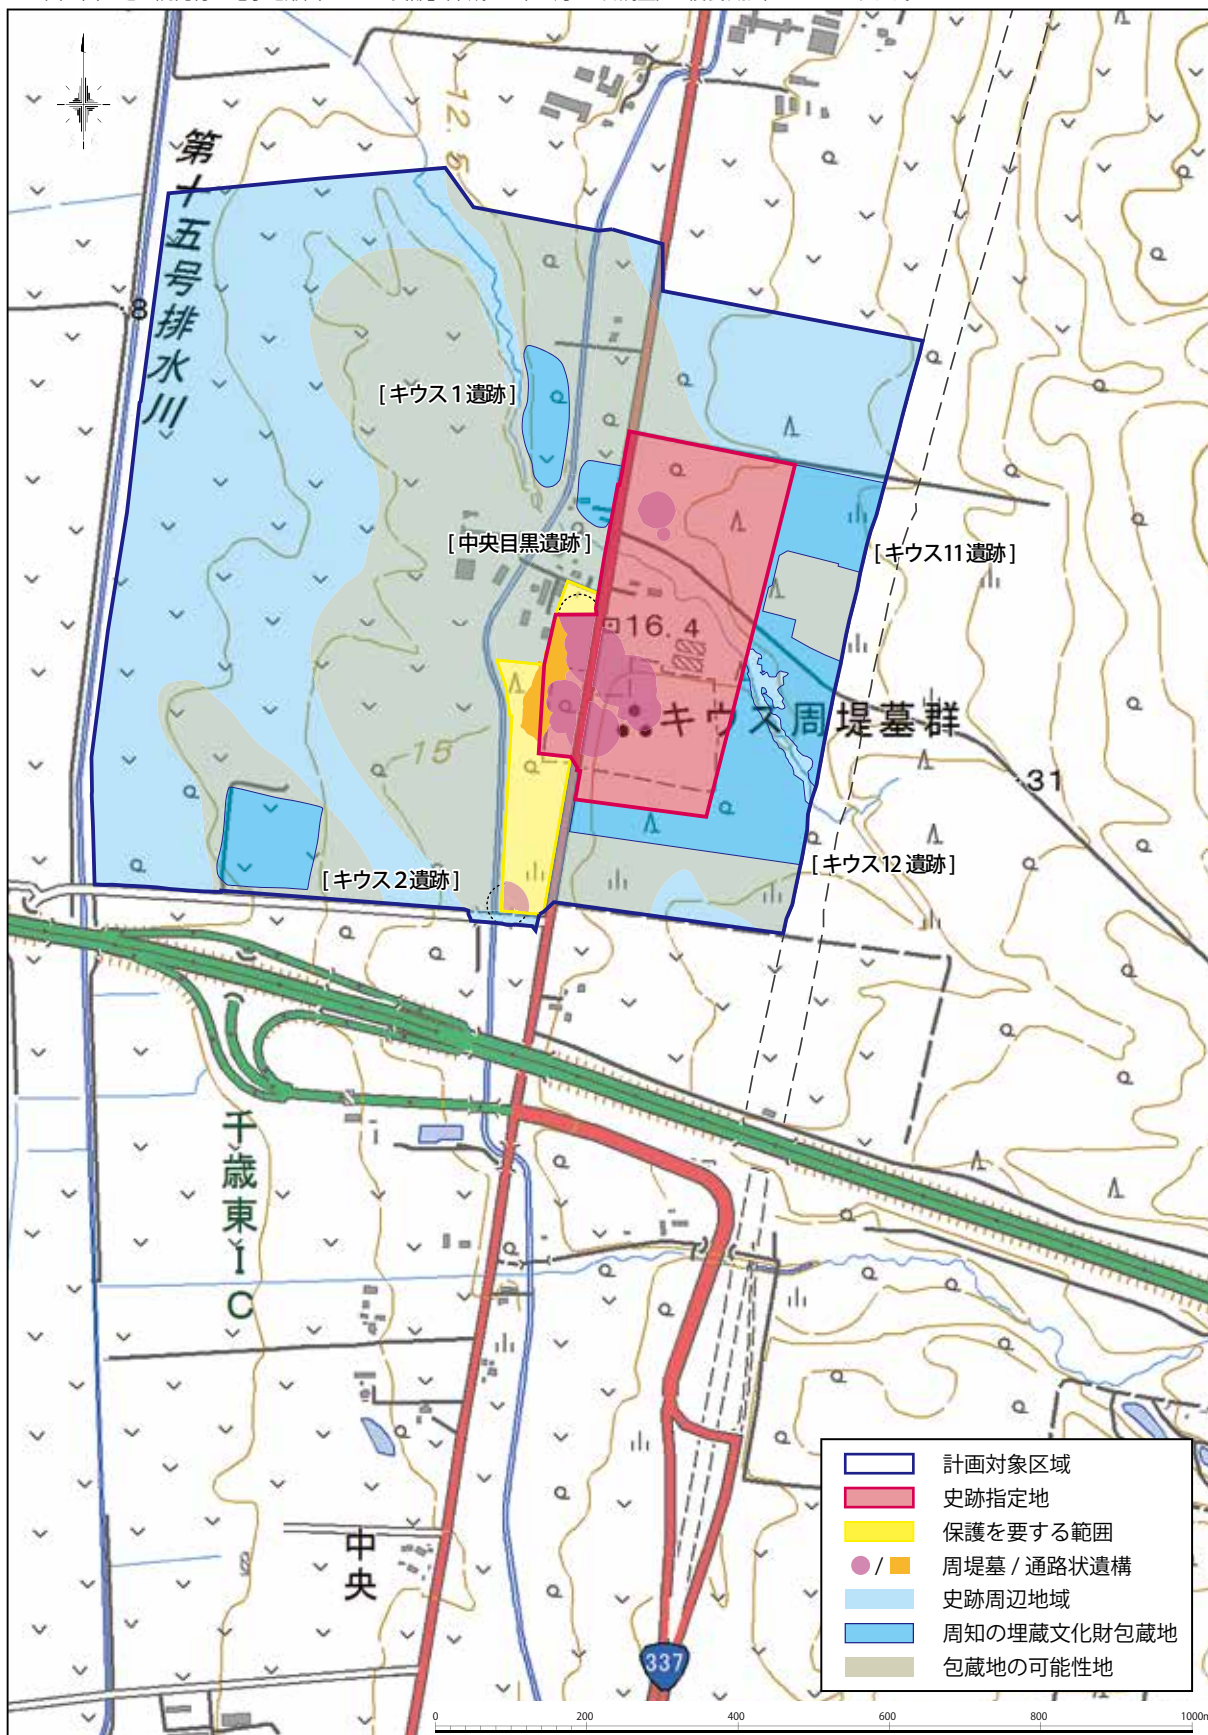 12.5
第十五号排水川
.8
[キウス1遺跡]
[中央目黒遺跡]
[キウス11遺跡]
16.4
キウス周堤墓群
15
.31
[キウス2遺跡]
[キウス12遺跡]
千歳東IC
中央
337
計画対象区域
史跡指定地
保護を要する範囲
周堤墓 / 通路状遺構
史跡周辺地域
周知の埋蔵文化財包蔵地
包蔵地の可能性地
0 200 400 600 800 1000m